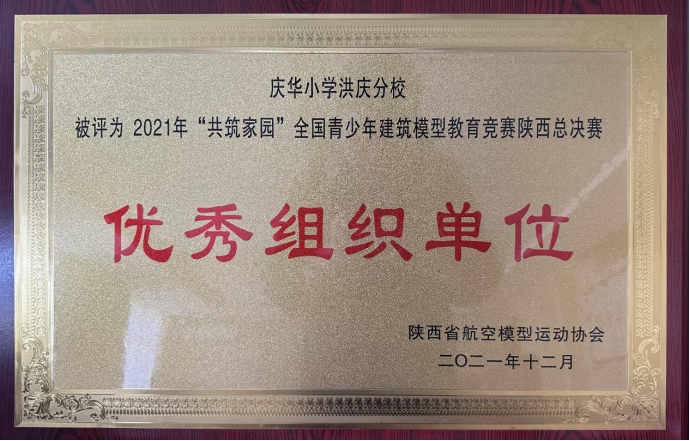 庆华小学洪庆分校
被评为 2021年“共筑家园”全国青少年建筑模型教育竞赛陕西总决赛
优秀组织单位
陕西省航空模型运动协会
二〇二一年十二月